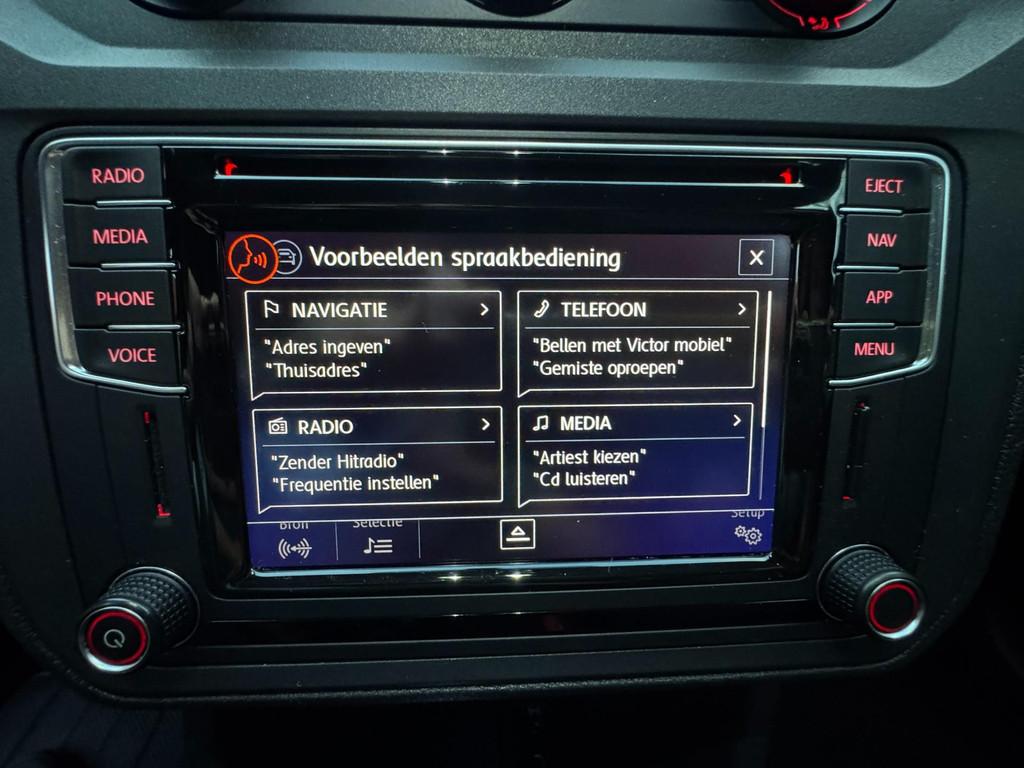 RADIO
MEDIA
PHONE
VOICE
EJECT
NAV
APP
MENU
Voorbeelden spraakbediening
X
NAVIGATIE
"Adres ingeven"
"Thuisadres"
TELEFOON
"Bellen met Victor mobiel"
"Gemiste oproepen"
RADIO
"Zender Hitradio"
"Frequentie instellen"
MEDIA
"Artiest kiezen"
"Cd luisteren"
Bron
Selectie
Setup